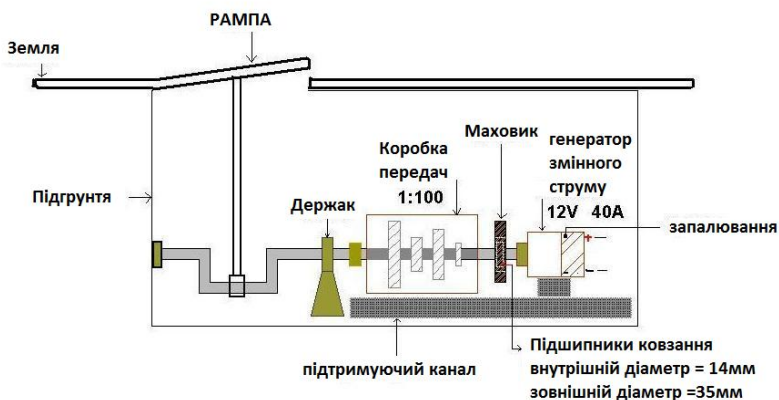 РАМПА
Земля
Маховик
генератор
змінного
струму
12V 40A
Коробка
передач
1:100
Підгрунтя
Держак
запалювання
підтримуючий канал
Підшипники ковзання
внутрішній діаметр = 14мм
зовнішній діаметр =35мм